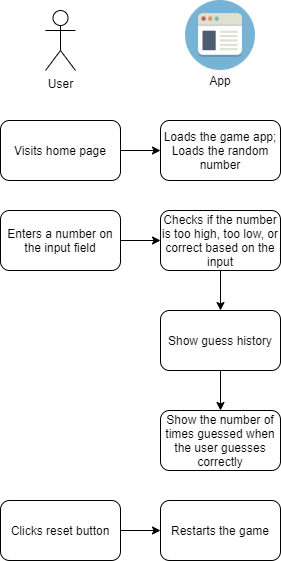 User
App
Visits home page
Loads the game app;
Loads the random
number
Enters a number on
the input field
Checks if the number
is too high, too low, or
correct based on the
input
Show guess history
Show the number of
times guessed when
the user guesses
correctly
Clicks reset button
Restarts the game